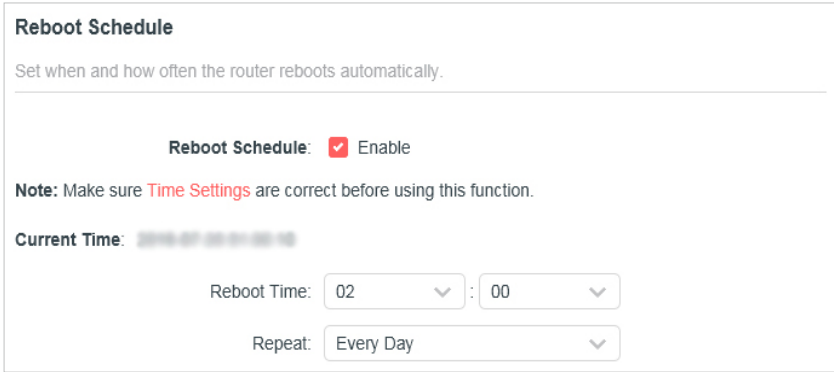 Reboot Schedule
Set when and how often the router reboots automatically.
Reboot Schedule: Enable
Note: Make sure Time Settings are correct before using this function.
Current Time:
Reboot Time: 02 : 00
Repeat: Every Day